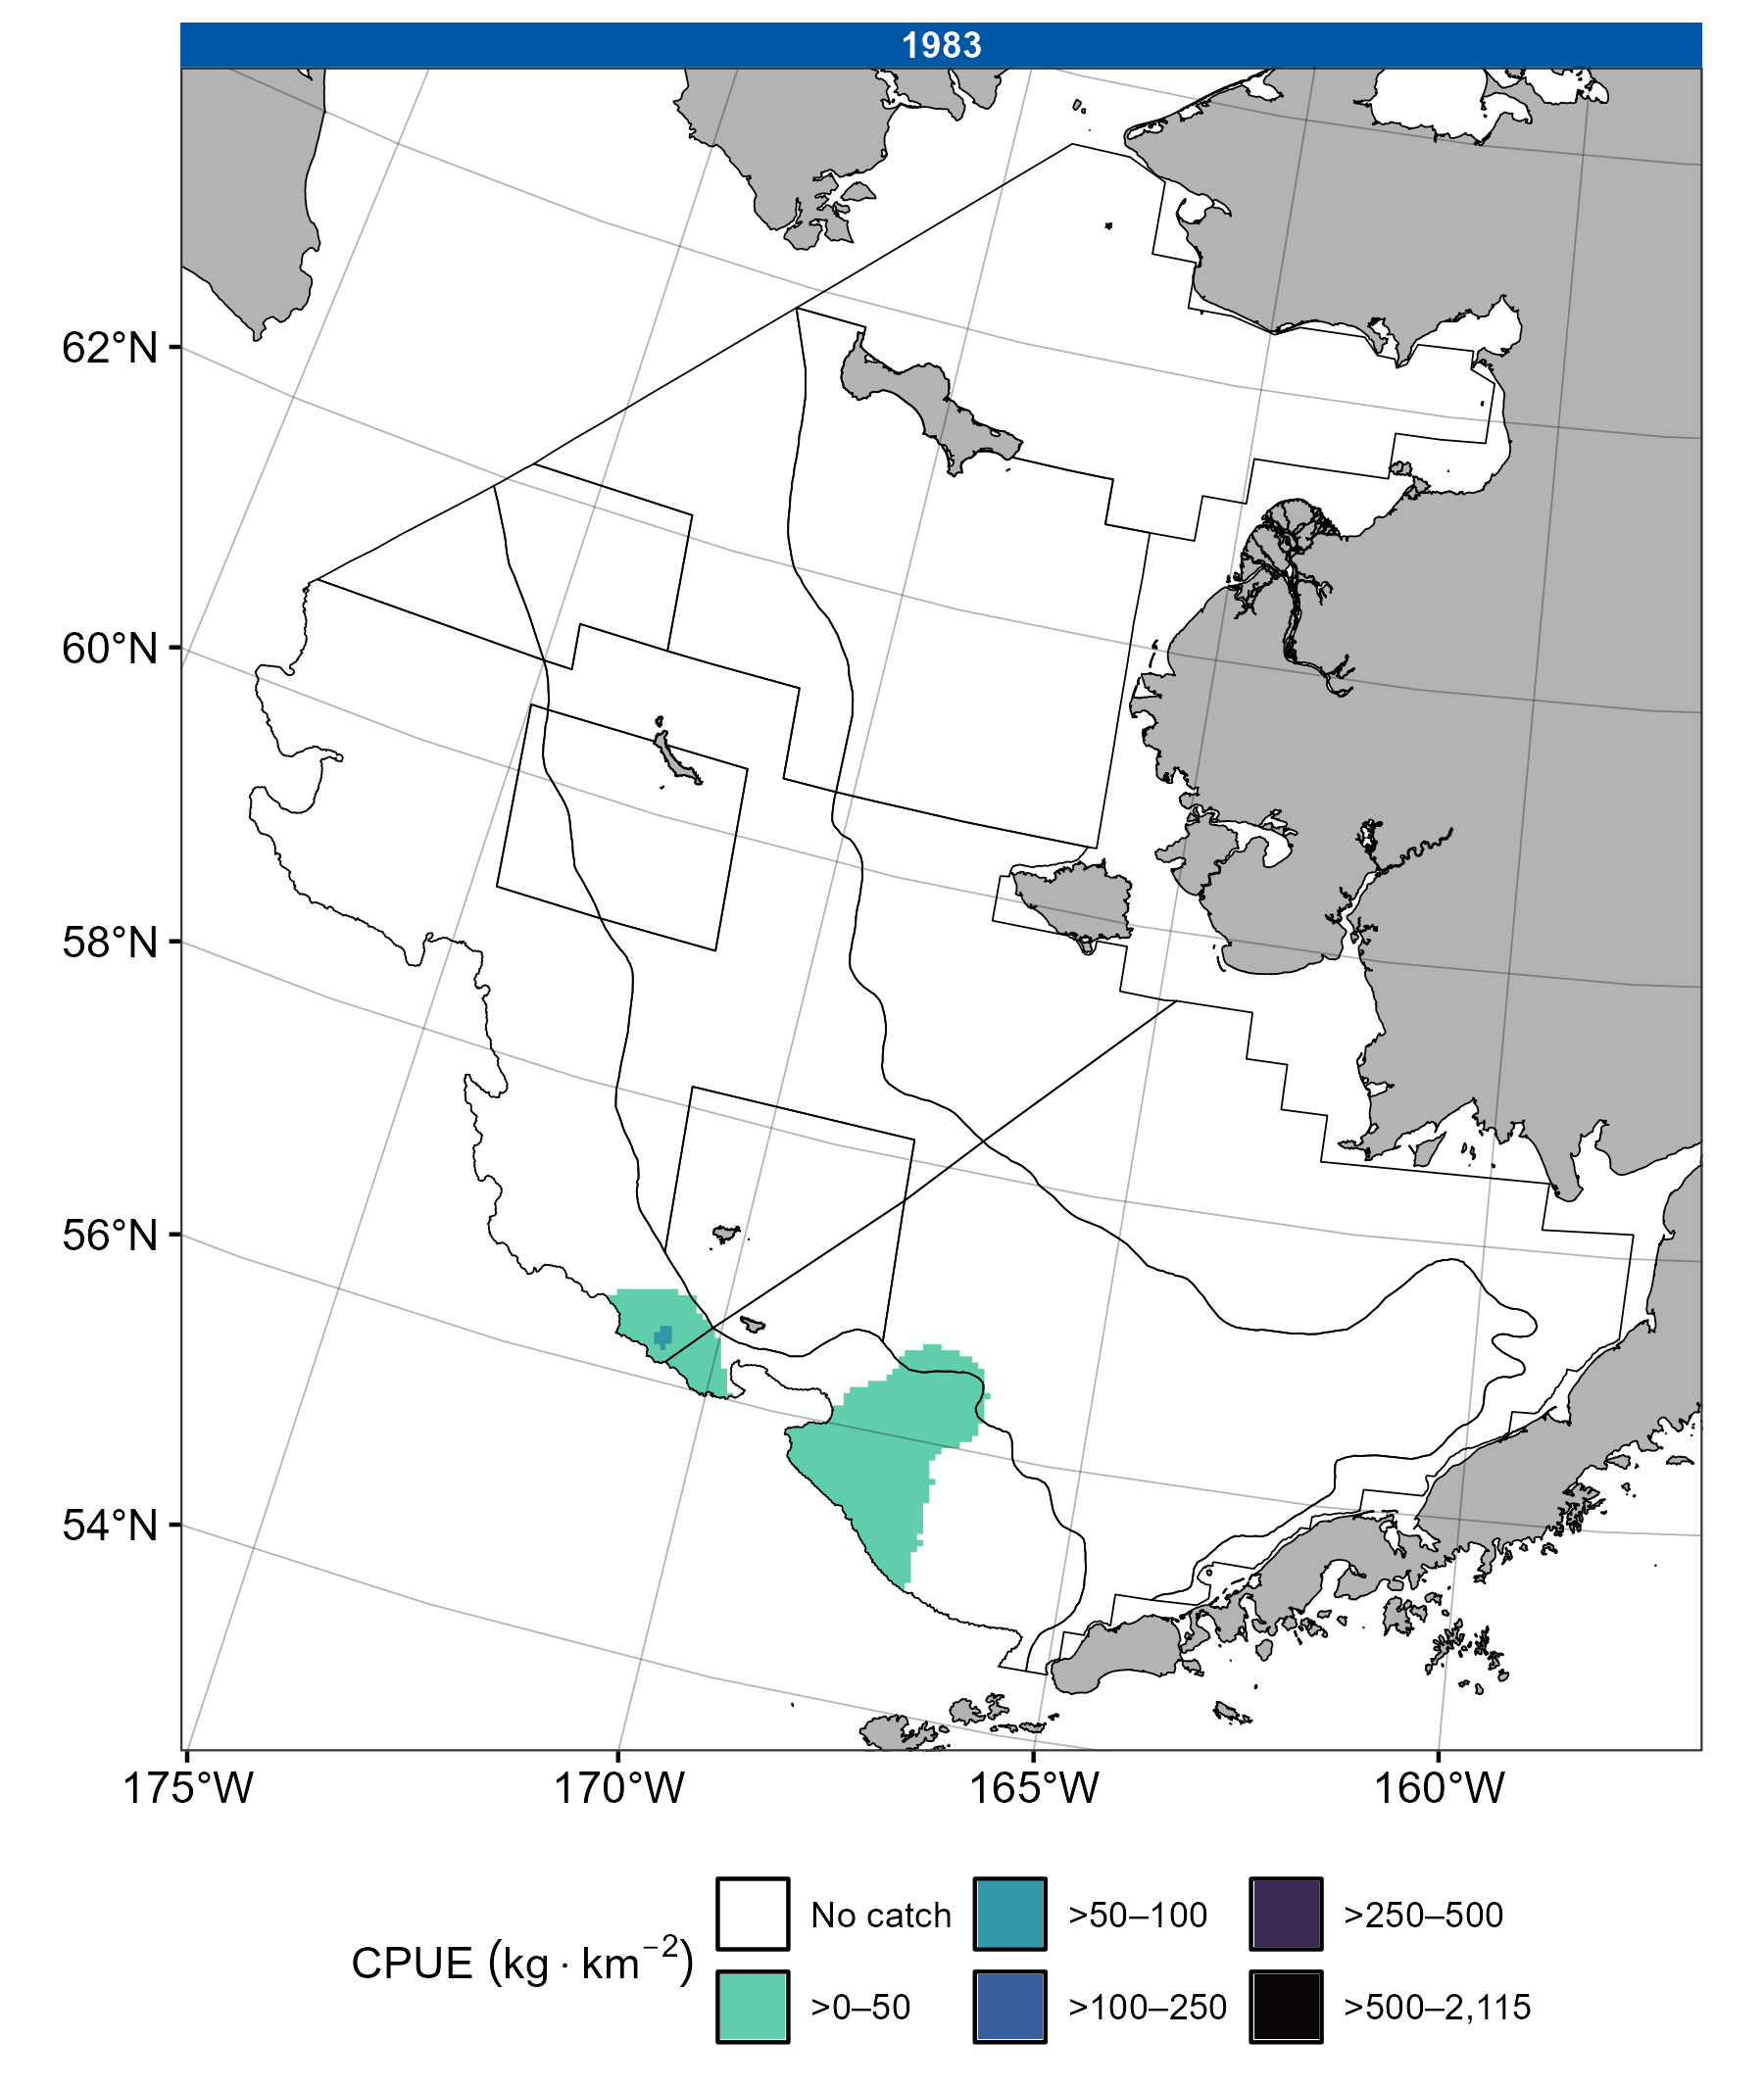 1983
62°N
60°N
58°N
56°N
54°N
175°W 170°W 165°W 160°W
CPUE (kg · km⁻²)
No catch
>0–50
>50–100
>100–250
>250–500
>500–2,115